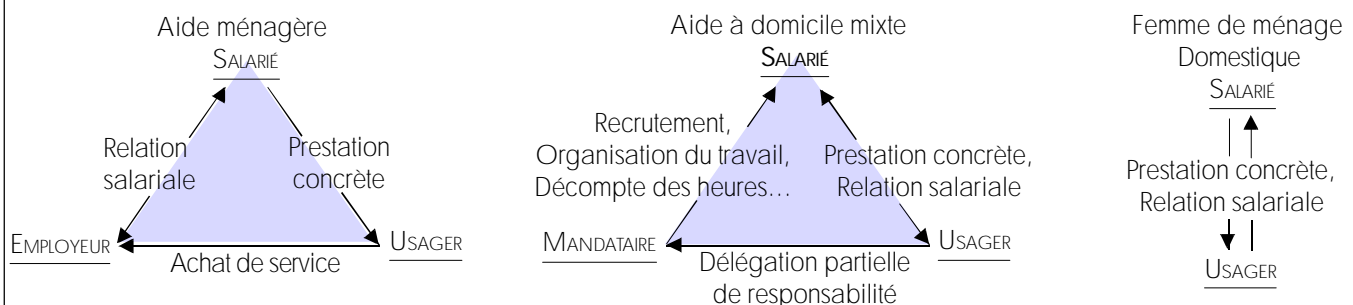 Aide ménagère
SALARIÉ
Relation
salariale
Prestation
concrète
EMPLOYEUR
USAGER
Achat de service
Aide à domicile mixte
SALARIÉ
Recrutement,
Organisation du travail,
Décompte des heures…
Prestation concrète,
Relation salariale
MANDATAIRE
USAGER
Délégation partielle
de responsabilité
Femme de ménage
Domestique
SALARIÉ
Prestation concrète,
Relation salariale
USAGER